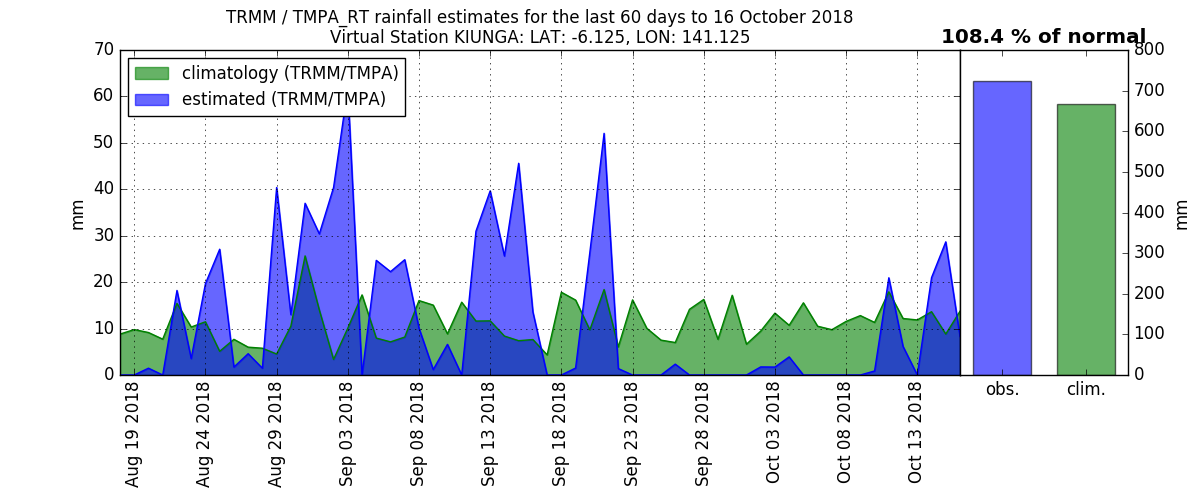 TRMM / TMPA_RT rainfall estimates for the last 60 days to 16 October 2018
Virtual Station KIUNGA: LAT: -6.125, LON: 141.125
108.4 % of normal
climatology (TRMM/TMPA)
estimated (TRMM/TMPA)
70
60
50
40
30
20
10
0
mm
Aug 19 2018
Aug 24 2018
Aug 29 2018
Sep 03 2018
Sep 08 2018
Sep 13 2018
Sep 18 2018
Sep 23 2018
Sep 28 2018
Oct 03 2018
Oct 08 2018
Oct 13 2018
800
700
600
500
400
300
200
100
0
mm
obs.
clim.